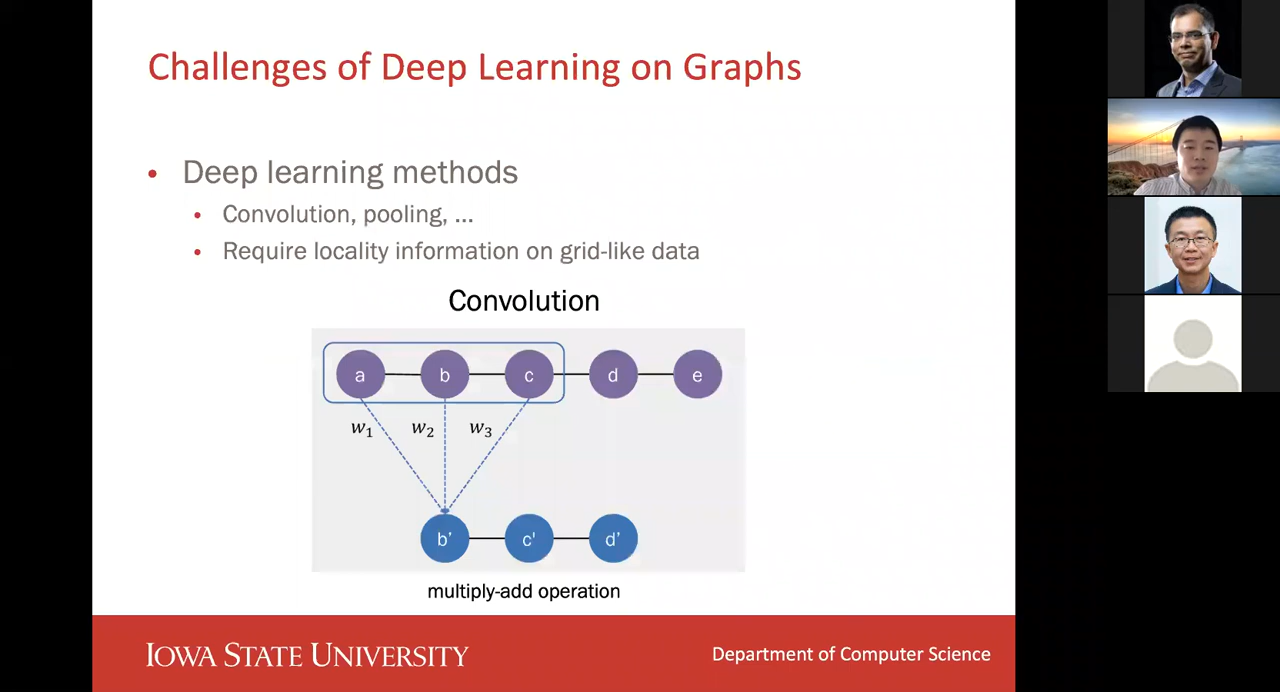 Challenges of Deep Learning on Graphs
• Deep learning methods
• Convolution, pooling, ...
• Require locality information on grid-like data
Convolution
a b c d e
w₁ w₂ w₃
b’ c' d’
multiply-add operation
IOWA STATE UNIVERSITY
Department of Computer Science